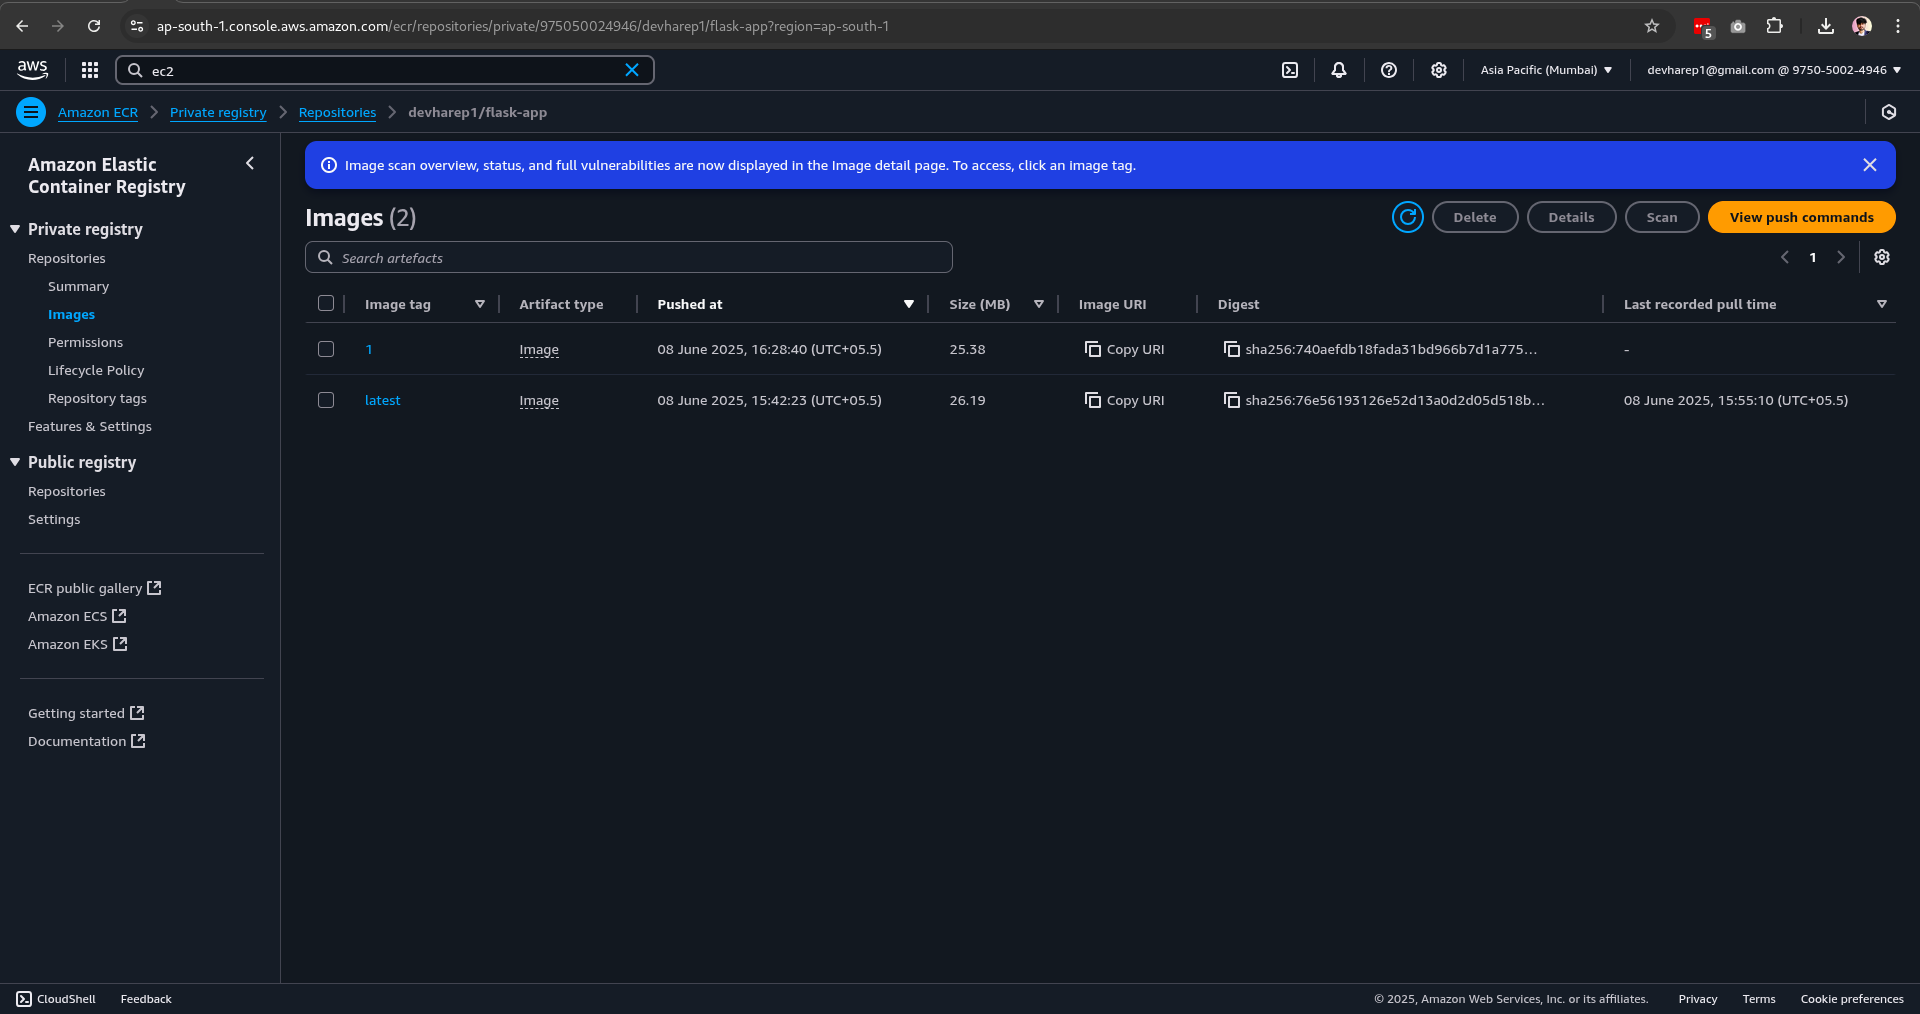 ap-south-1.console.aws.amazon.com/ecr/repositories/private/975050024946/devharep1/flask-app?region=ap-south-1
5
aws
ec2
Asia Pacific (Mumbai)
devharep1@gmail.com @ 9750-5002-4946
Amazon ECR
Private registry
Repositories
devharep1/flask-app
Amazon Elastic
Container Registry
Private registry
Repositories
Summary
Images
Permissions
Lifecycle Policy
Repository tags
Features & Settings
Public registry
Repositories
Settings
ECR public gallery
Amazon ECS
Amazon EKS
Getting started
Documentation
Image scan overview, status, and full vulnerabilities are now displayed in the Image detail page. To access, click an image tag.
Images (2)
Delete
Details
Scan
View push commands
Search artefacts
1
Image tag Artifact type Pushed at Size (MB) Image URI Digest Last recorded pull time
1 Image 08 June 2025, 16:28:40 (UTC+05.5) 25.38 Copy URI sha256:740aefdb18fada31bd966b7d1a775... -
latest Image 08 June 2025, 15:42:23 (UTC+05.5) 26.19 Copy URI sha256:76e56193126e52d13a0d2d05d518b... 08 June 2025, 15:55:10 (UTC+05.5)
CloudShell
Feedback
© 2025, Amazon Web Services, Inc. or its affiliates.
Privacy
Terms
Cookie preferences